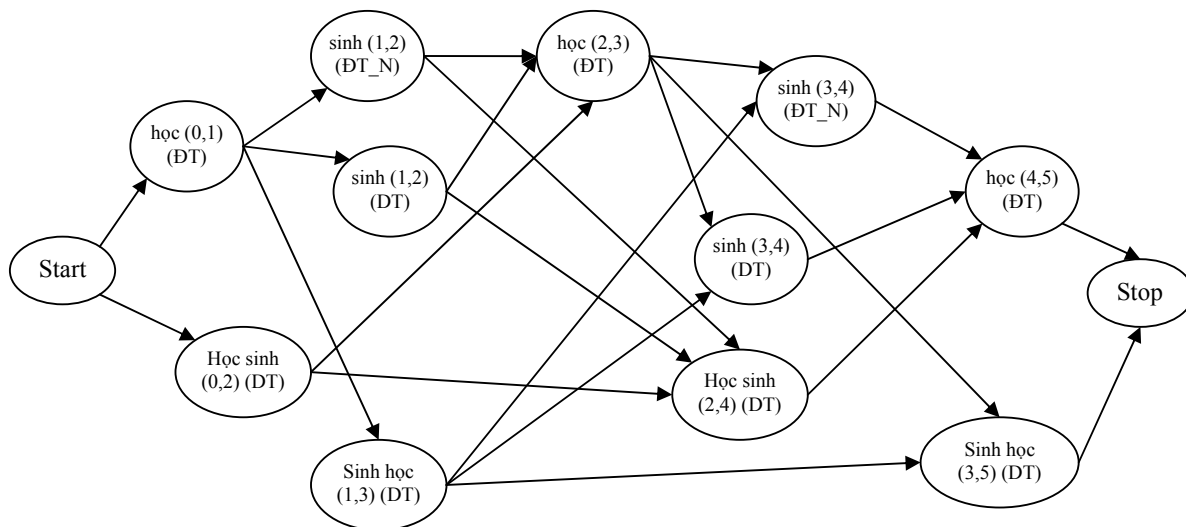 sinh (1,2)
(ĐT_N)
học (2,3)
(ĐT)
sinh (3,4)
(ĐT_N)
học (0,1)
(ĐT)
sinh (1,2)
(DT)
học (4,5)
(ĐT)
sinh (3,4)
(DT)
Start
Stop
Học sinh
(0,2) (DT)
Học sinh
(2,4) (DT)
Sinh học
(1,3) (DT)
Sinh học
(3,5) (DT)